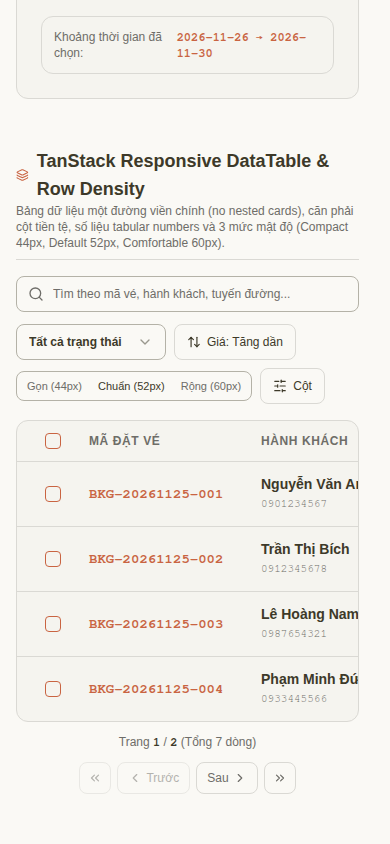 Khoảng thời gian đã chọn:
2026-11-26 → 2026-11-30
TanStack Responsive DataTable &
Row Density
Bảng dữ liệu một đường viền chính (no nested cards), căn phải
cột tiền tệ, số liệu tabular numbers và 3 mức mật độ (Compact
44px, Default 52px, Comfortable 60px).
Tìm theo mã vé, hành khách, tuyến đường...
Tất cả trạng thái
Giá: Tăng dần
Gọn (44px) Chuẩn (52px) Rộng (60px)
Cột
MÃ ĐẶT VÉ HÀNH KHÁCH
BKG-20261125-001 Nguyễn Văn
0901234567
BKG-20261125-002 Trần Thị Bích
0912345678
BKG-20261125-003 Lê Hoàng Nam
0987654321
BKG-20261125-004 Phạm Minh
0933445566
Trang 1 / 2 (Tổng 7 dòng)
Trước
Sau